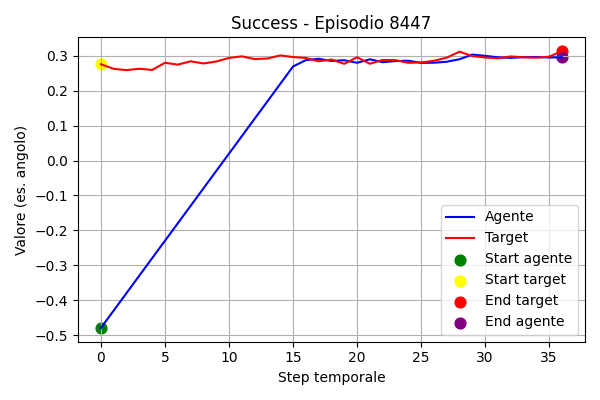 Success - Episodio 8447
Valore (es. angolo)
0.3
0.2
0.1
0.0
−0.1
−0.2
−0.3
−0.4
−0.5
Agente
Target
Start agente
Start target
End target
End agente
0 5 10 15 20 25 30 35
Step temporale